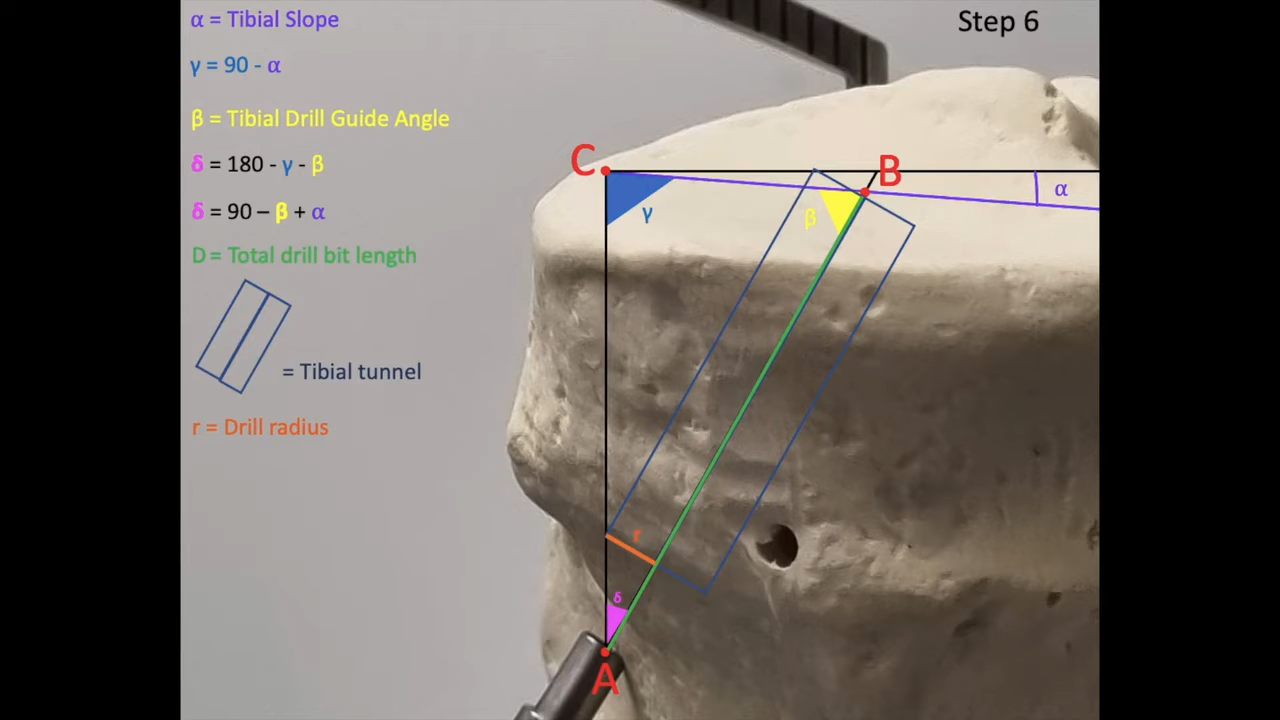 α = Tibial Slope
Step 6
γ = 90 - α
β = Tibial Drill Guide Angle
δ = 180 - γ - β
δ = 90 – β + α
D = Total drill bit length
= Tibial tunnel
r = Drill radius
C
B
α
γ
β
r
δ
A